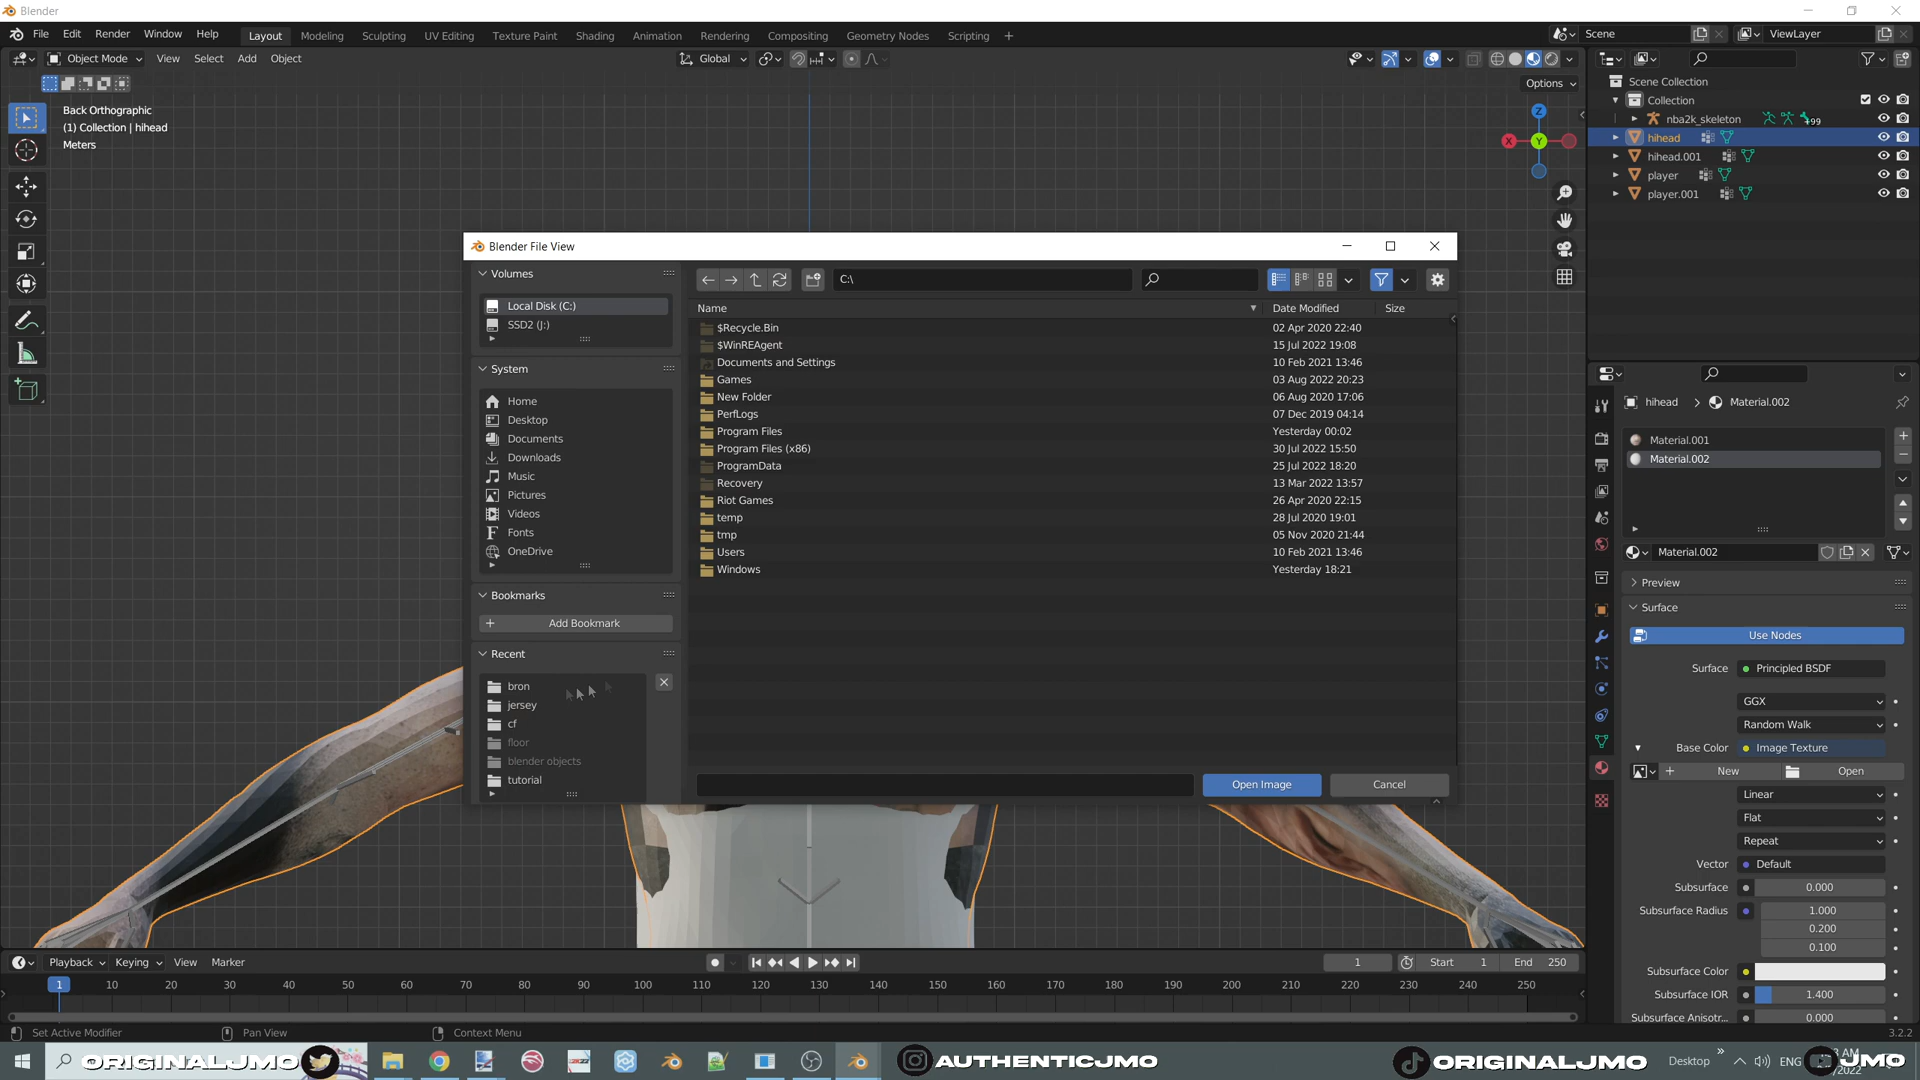 Blender
File Edit Render Window Help Layout Modeling Sculpting UV Editing Texture Paint Shading Animation Rendering Compositing Geometry Nodes Scripting + Scene ViewLayer
Object Mode View Select Add Object Global
Options
Back Orthographic
(1) Collection | hihead
Meters
Z
X
Y
Scene Collection
Collection
nba2k_skeleton +99
hihead
hihead.001
player
player.001
Blender File View
Volumes
Local Disk (C:)
SSD2 (J:)
System
Home
Desktop
Documents
Downloads
Music
Pictures
Videos
Fonts
OneDrive
Bookmarks
Add Bookmark
Recent
bron
jersey
cf
floor
blender objects
tutorial
C:\
Name Date Modified Size
$Recycle.Bin 02 Apr 2020 22:40
$WinREAgent 15 Jul 2022 19:08
Documents and Settings 10 Feb 2021 13:46
Games 03 Aug 2022 20:23
New Folder 06 Aug 2020 17:06
PerfLogs 07 Dec 2019 04:14
Program Files Yesterday 00:02
Program Files (x86) 30 Jul 2022 15:50
ProgramData 25 Jul 2022 18:20
Recovery 13 Mar 2022 13:57
Riot Games 26 Apr 2020 22:15
temp 28 Jul 2020 19:01
tmp 05 Nov 2020 21:44
Users 10 Feb 2021 13:46
Windows Yesterday 18:21
Open Image Cancel
hihead > Material.002
Material.001
Material.002
Material.002
Preview
Surface
Use Nodes
Surface Principled BSDF
GGX
Random Walk
Base Color Image Texture
New Open
Linear
Flat
Repeat
Vector Default
Subsurface 0.000
Subsurface Radius 1.000
0.200
0.100
Subsurface Color
Subsurface IOR 1.400
Subsurface Anisotr... 0.000
Playback Keying View Marker 1 Start 1 End 250
1 10 20 30 40 50 60 70 80 90 100 110 120 130 140 150 160 170 180 190 200 210 220 230 240 250
Set Active Modifier Pan View Context Menu 3.2.2
ORIGINALJMO AUTHENTICJMO ORIGINALJMO Desktop ENG JMO